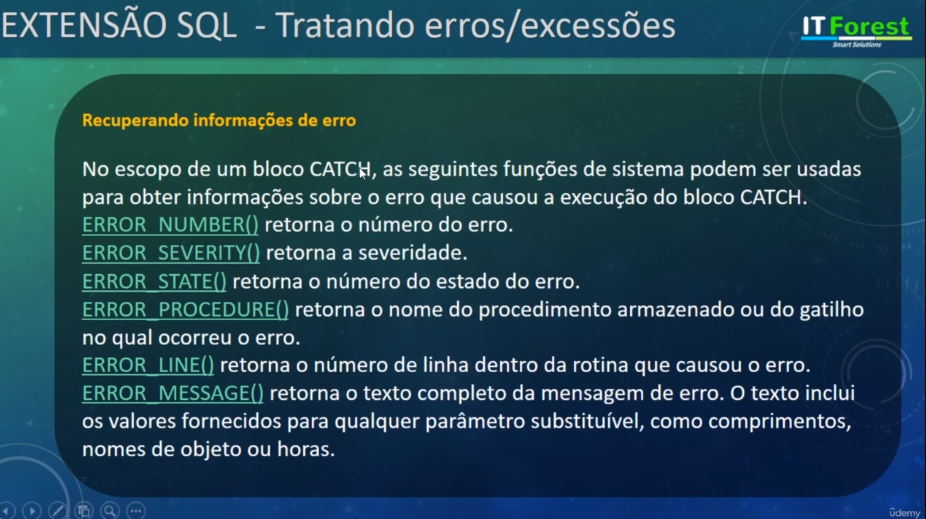 EXTENSÃO SQL - Tratando erros/excessões
IT Forest
Smart Solutions
Recuperando informações de erro
No escopo de um bloco CATCH, as seguintes funções de sistema podem ser usadas
para obter informações sobre o erro que causou a execução do bloco CATCH.
ERROR_NUMBER() retorna o número do erro.
ERROR_SEVERITY() retorna a severidade.
ERROR_STATE() retorna o número do estado do erro.
ERROR_PROCEDURE() retorna o nome do procedimento armazenado ou do gatilho
no qual ocorreu o erro.
ERROR_LINE() retorna o número de linha dentro da rotina que causou o erro.
ERROR_MESSAGE() retorna o texto completo da mensagem de erro. O texto inclui
os valores fornecidos para qualquer parâmetro substituível, como comprimentos,
nomes de objeto ou horas.
ûdemy